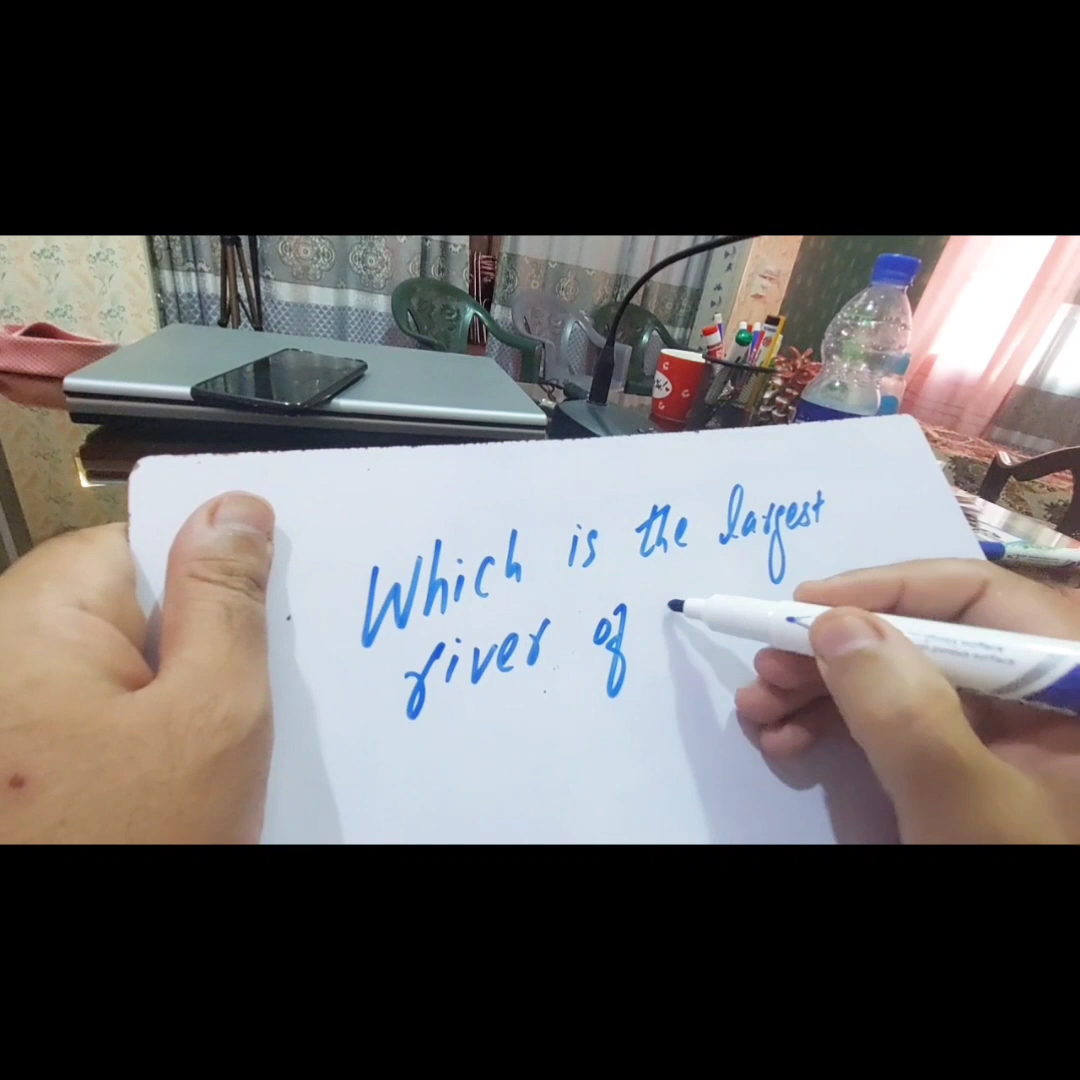 Which is the largest
river of